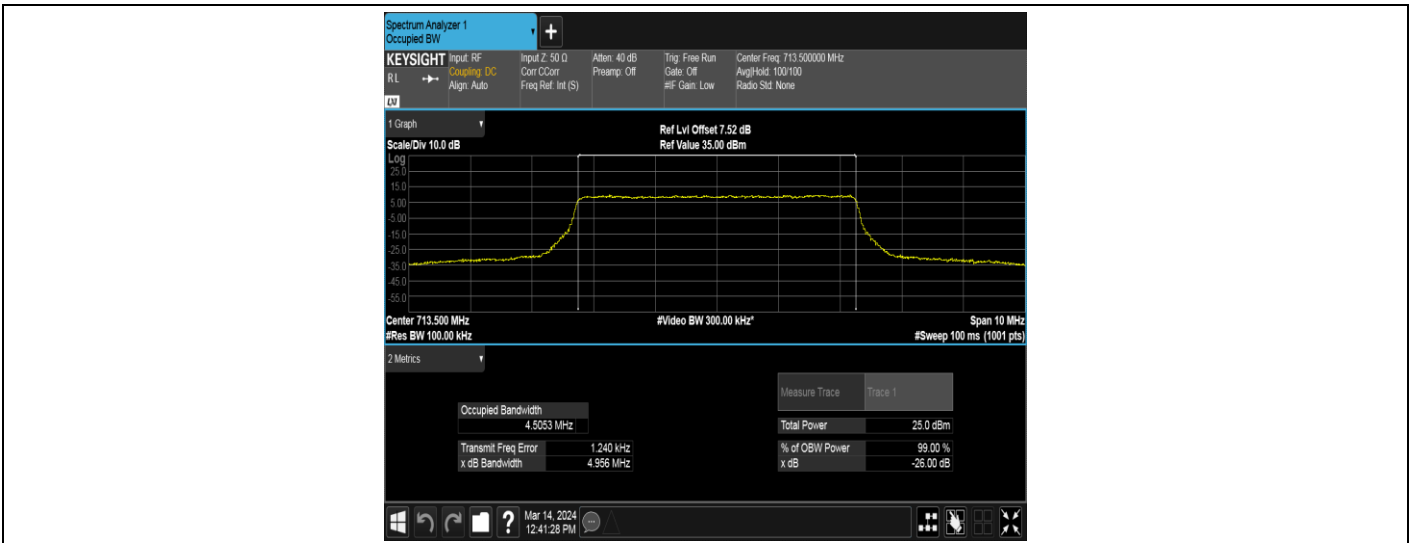 Spectrum Analyzer 1
Occupied BW
+
KEYSIGHT Input: RF Input Z: 50 Ω Atten: 40 dB Trig: Free Run Center Freq: 713.500000 MHz
RL Coupling: DC Corr CCorr Preamp: Off Gate: Off Avg|Hold: 100/100
Align: Auto Freq Ref: Int (S) #IF Gain: Low Radio Std: None
LXI
1 Graph
Ref Lvl Offset 7.52 dB
Scale/Div 10.0 dB Ref Value 35.00 dBm
Log
25.0
15.0
5.00
-5.00
-15.0
-25.0
-35.0
-45.0
-55.0
Center 713.500 MHz #Video BW 300.00 kHz* Span 10 MHz
#Res BW 100.00 kHz #Sweep 100 ms (1001 pts)
2 Metrics
Measure Trace Trace 1
Occupied Bandwidth
4.5053 MHz Total Power 25.0 dBm
Transmit Freq Error 1.240 kHz % of OBW Power 99.00 %
x dB Bandwidth 4.956 MHz x dB -26.00 dB
? Mar 14, 2024
12:41:28 PM